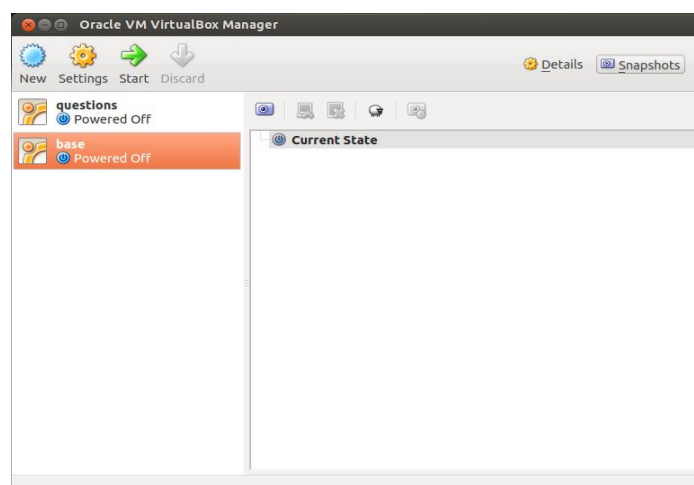 Oracle VM VirtualBox Manager
New Settings Start Discard
Details Snapshots
questions
Powered Off
base
Powered Off
Current State